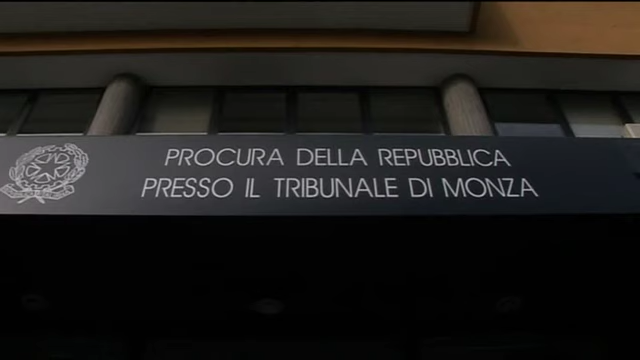 PROCURA DELLA REPUBBLICA
PRESSO IL TRIBUNALE DI MONZA